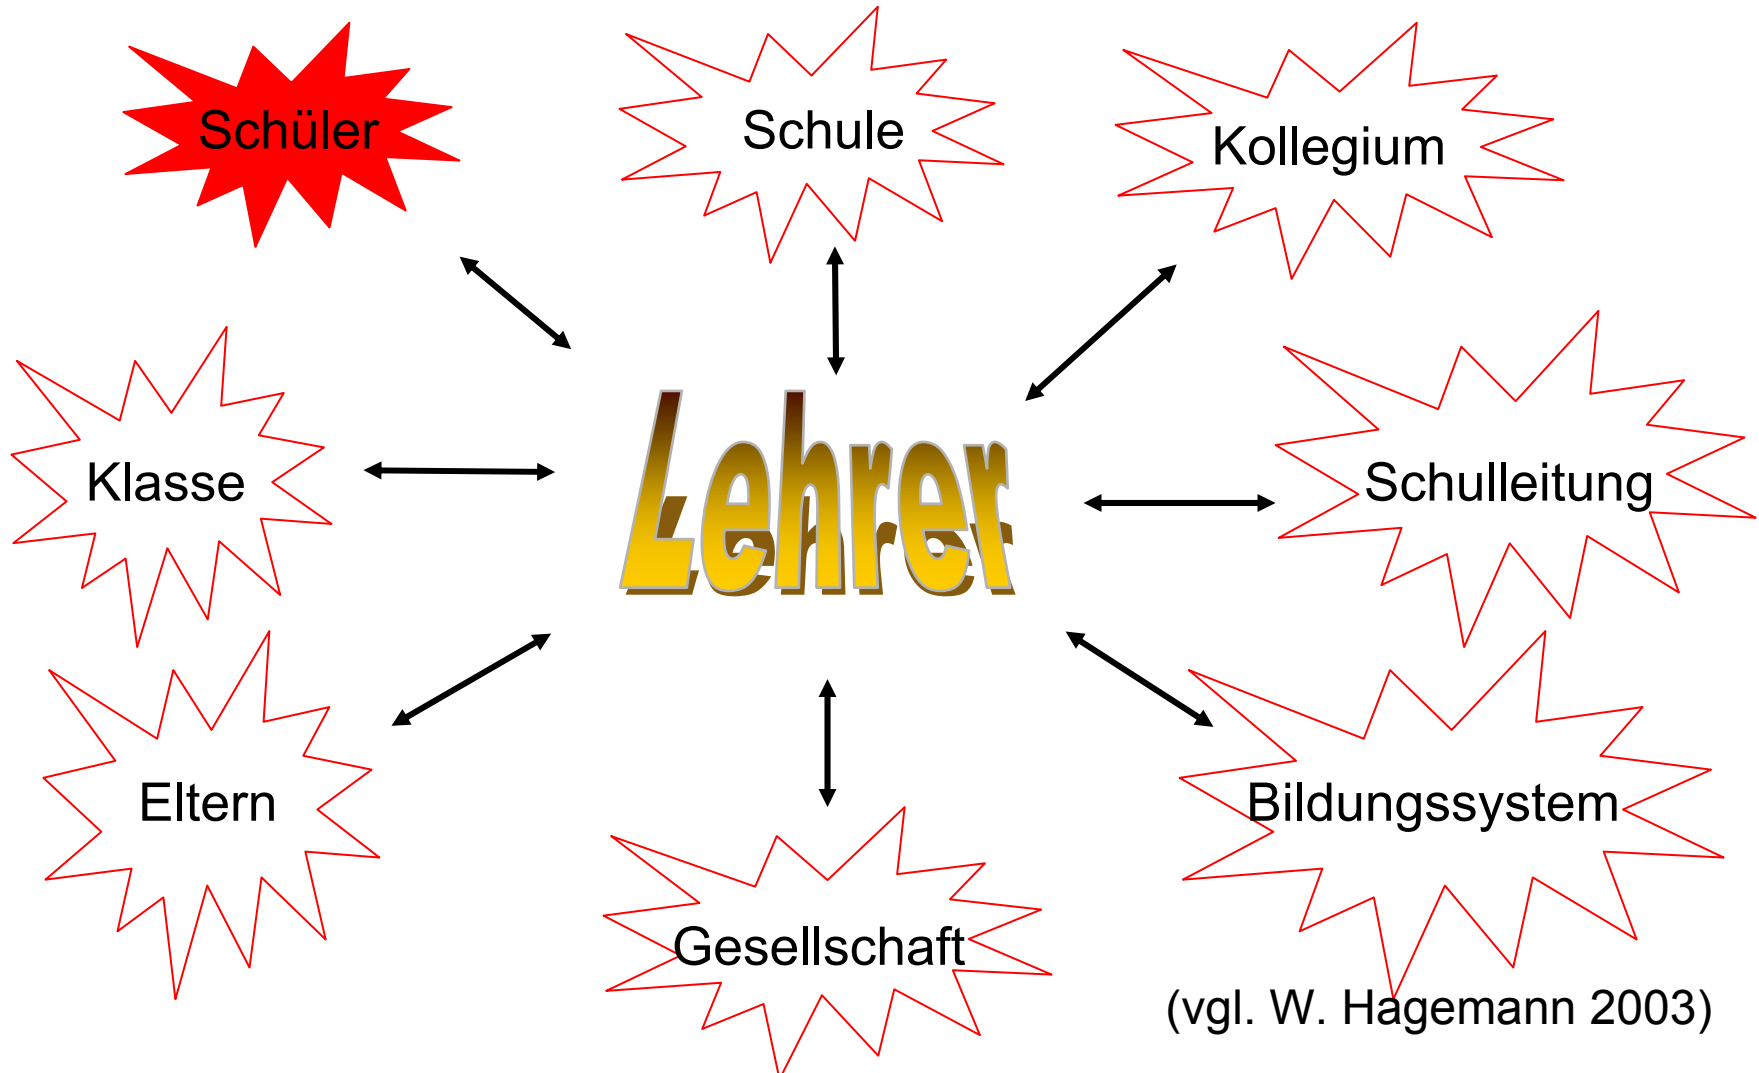 Schüler
Schule
Kollegium
Klasse
Lehrer
Schulleitung
Eltern
Bildungssystem
Gesellschaft
(vgl. W. Hagemann 2003)